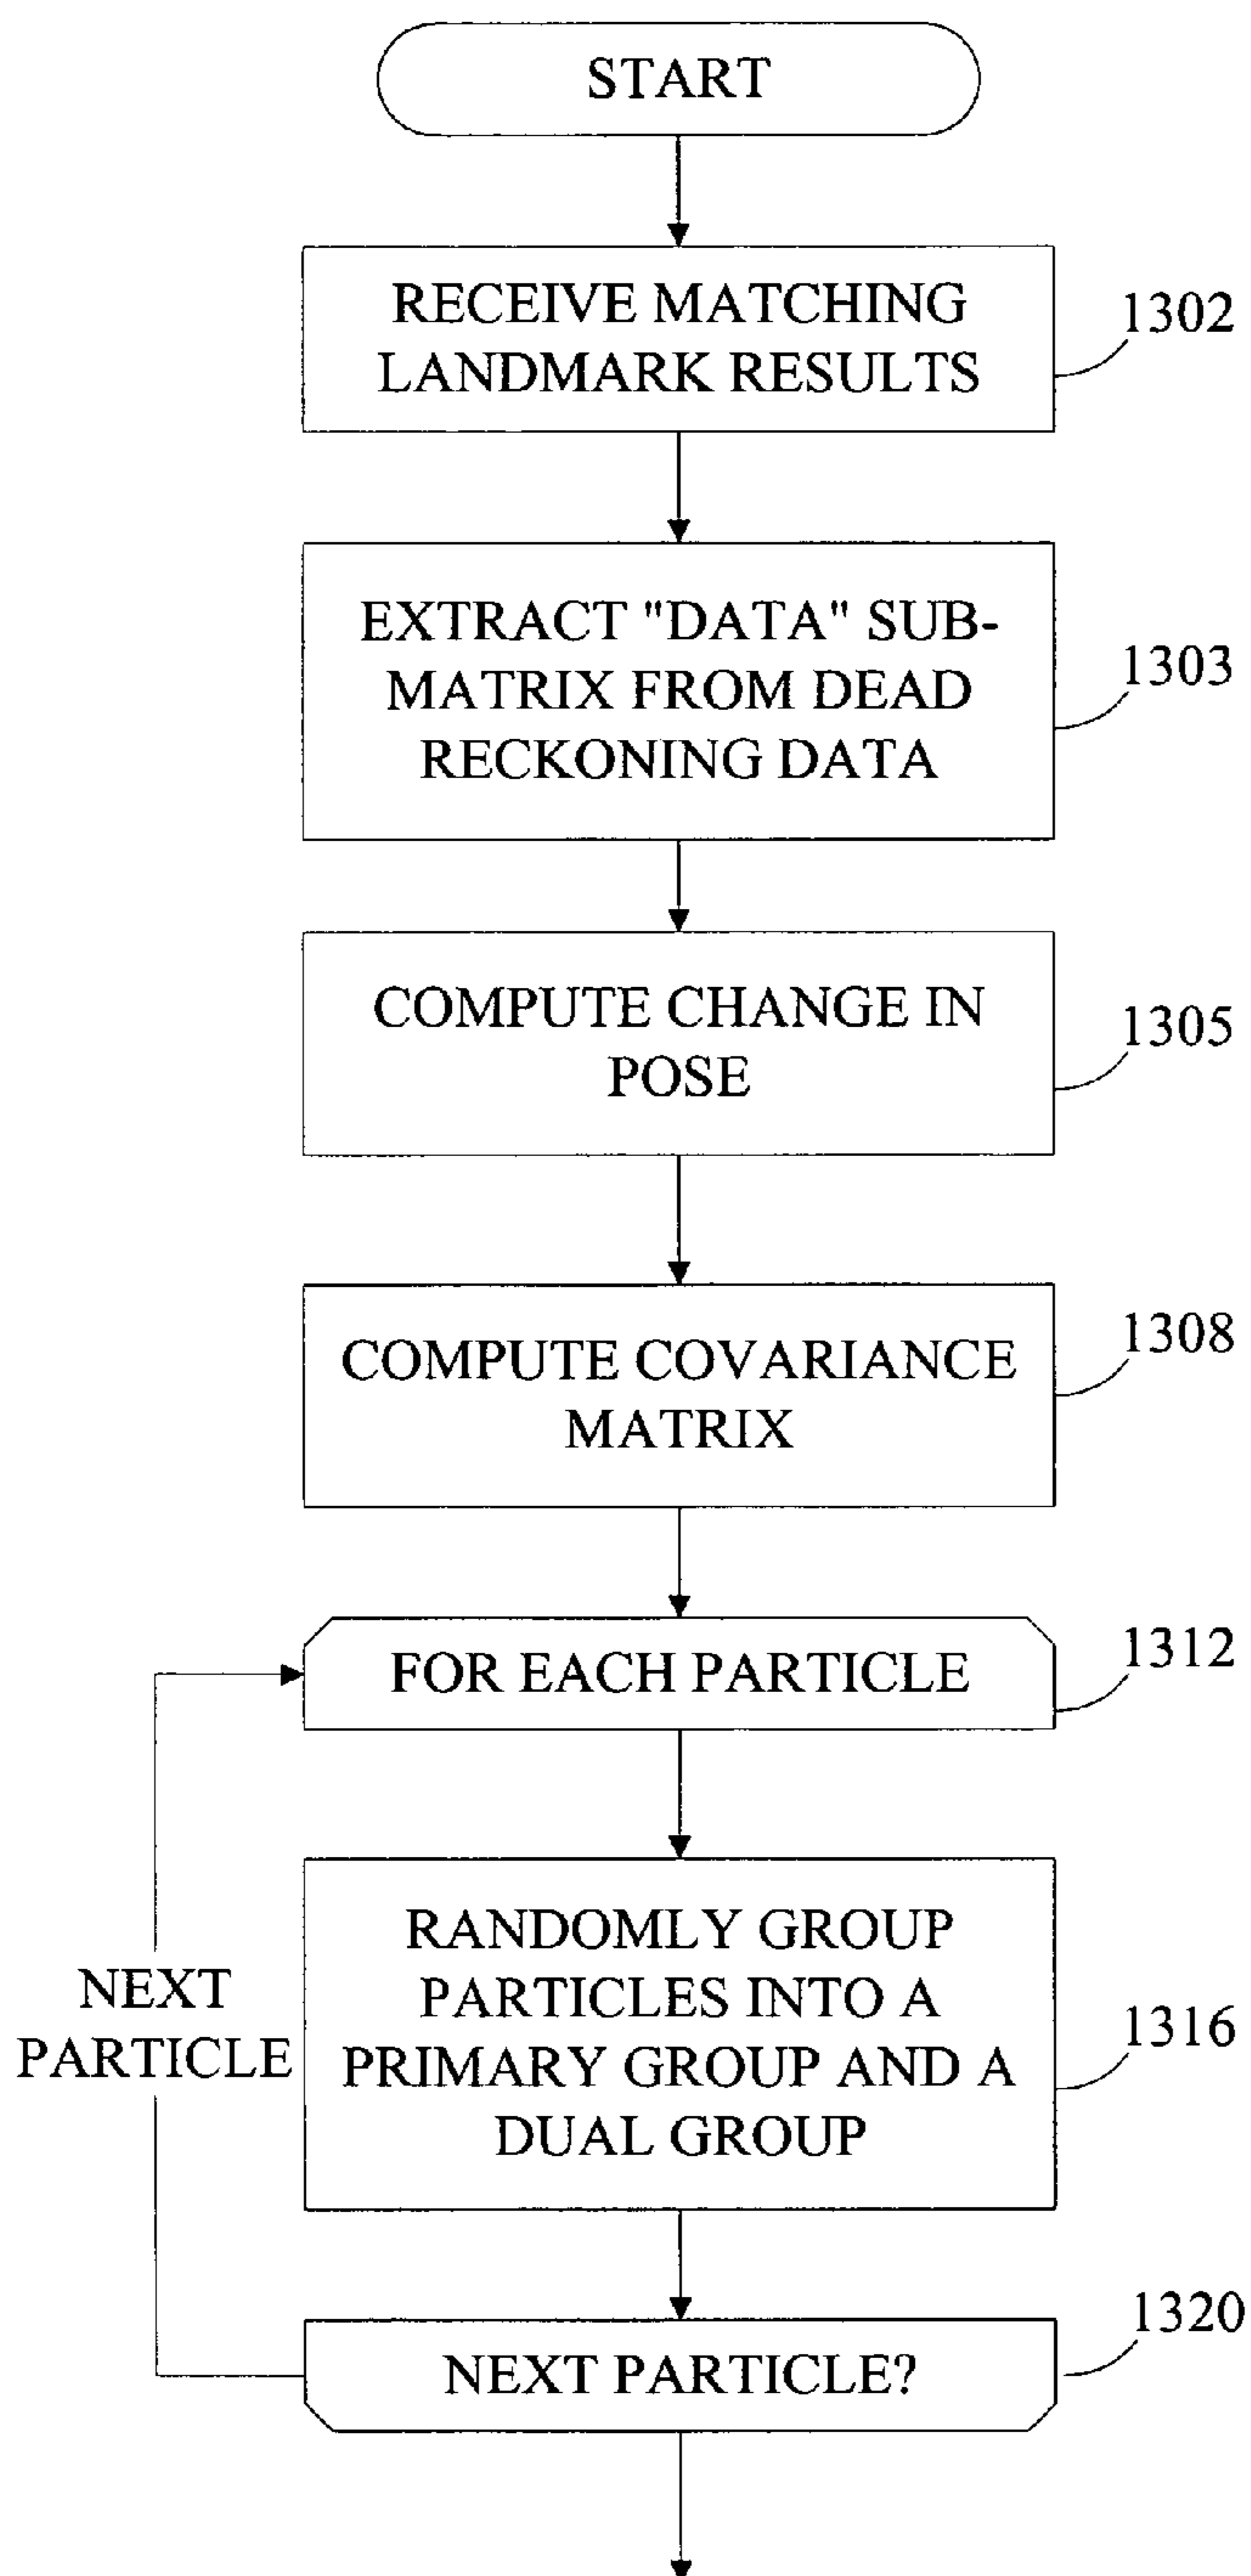 START
RECEIVE MATCHING
LANDMARK RESULTS
1302
EXTRACT "DATA" SUB-
MATRIX FROM DEAD
RECKONING DATA
1303
COMPUTE CHANGE IN
POSE
1305
COMPUTE COVARIANCE
MATRIX
1308
FOR EACH PARTICLE
1312
RANDOMLY GROUP
PARTICLES INTO A
PRIMARY GROUP AND A
DUAL GROUP
1316
NEXT
PARTICLE
NEXT PARTICLE?
1320